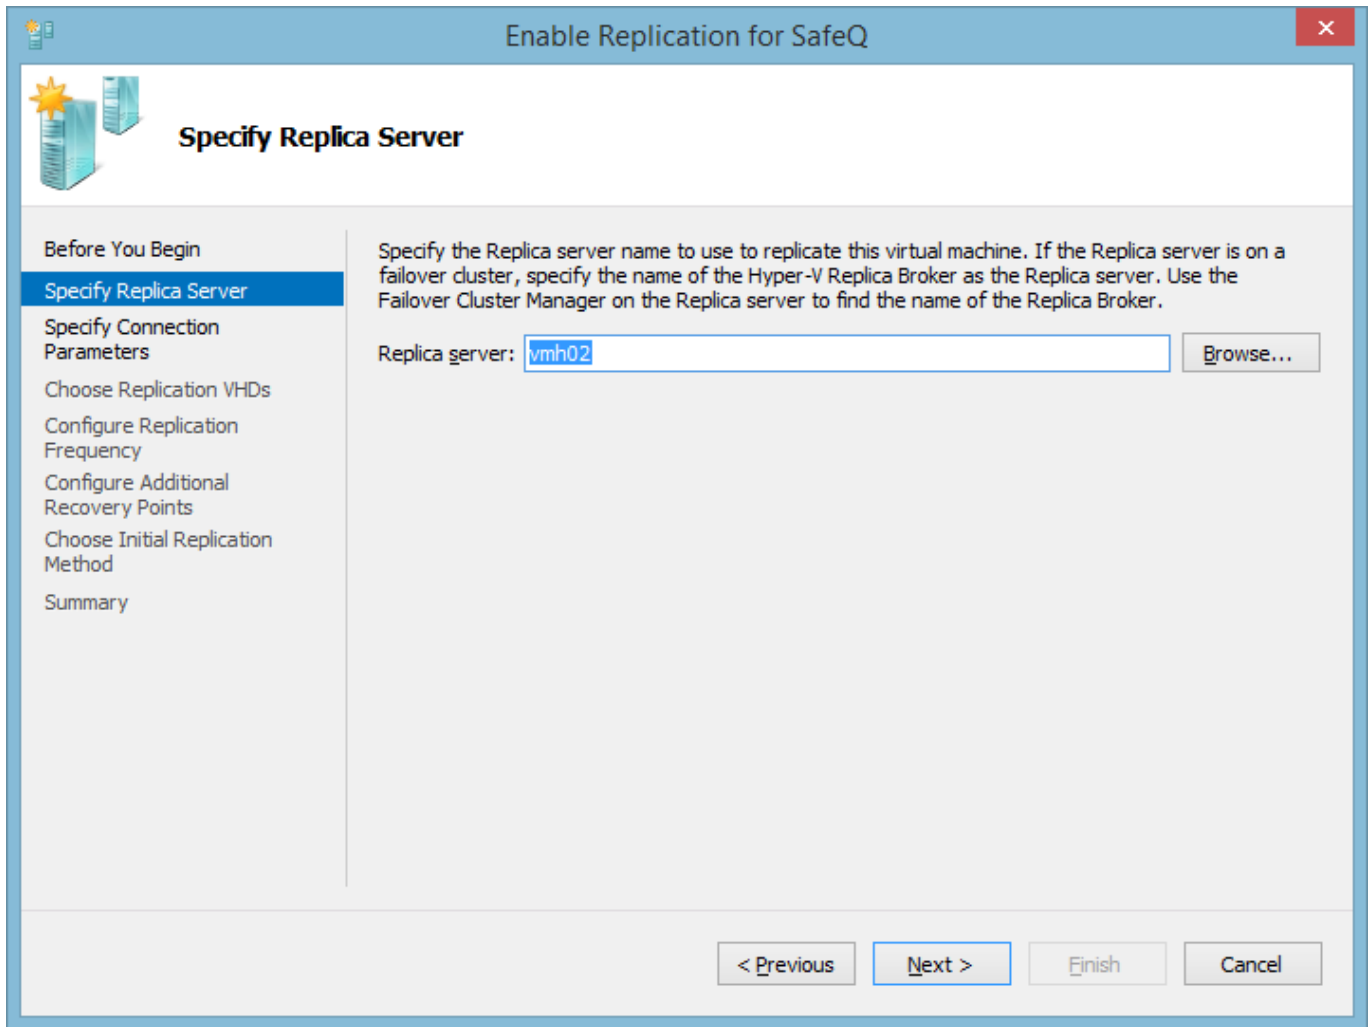 Enable Replication for SafeQ
Specify Replica Server
Before You Begin
Specify Replica Server
Specify Connection
Parameters
Choose Replication VHDs
Configure Replication
Frequency
Configure Additional
Recovery Points
Choose Initial Replication
Method
Summary
Specify the Replica server name to use to replicate this virtual machine. If the Replica server is on a
failover cluster, specify the name of the Hyper-V Replica Broker as the Replica server. Use the
Failover Cluster Manager on the Replica server to find the name of the Replica Broker.
Replica server: vmh02 Browse...
< Previous Next > Finish Cancel